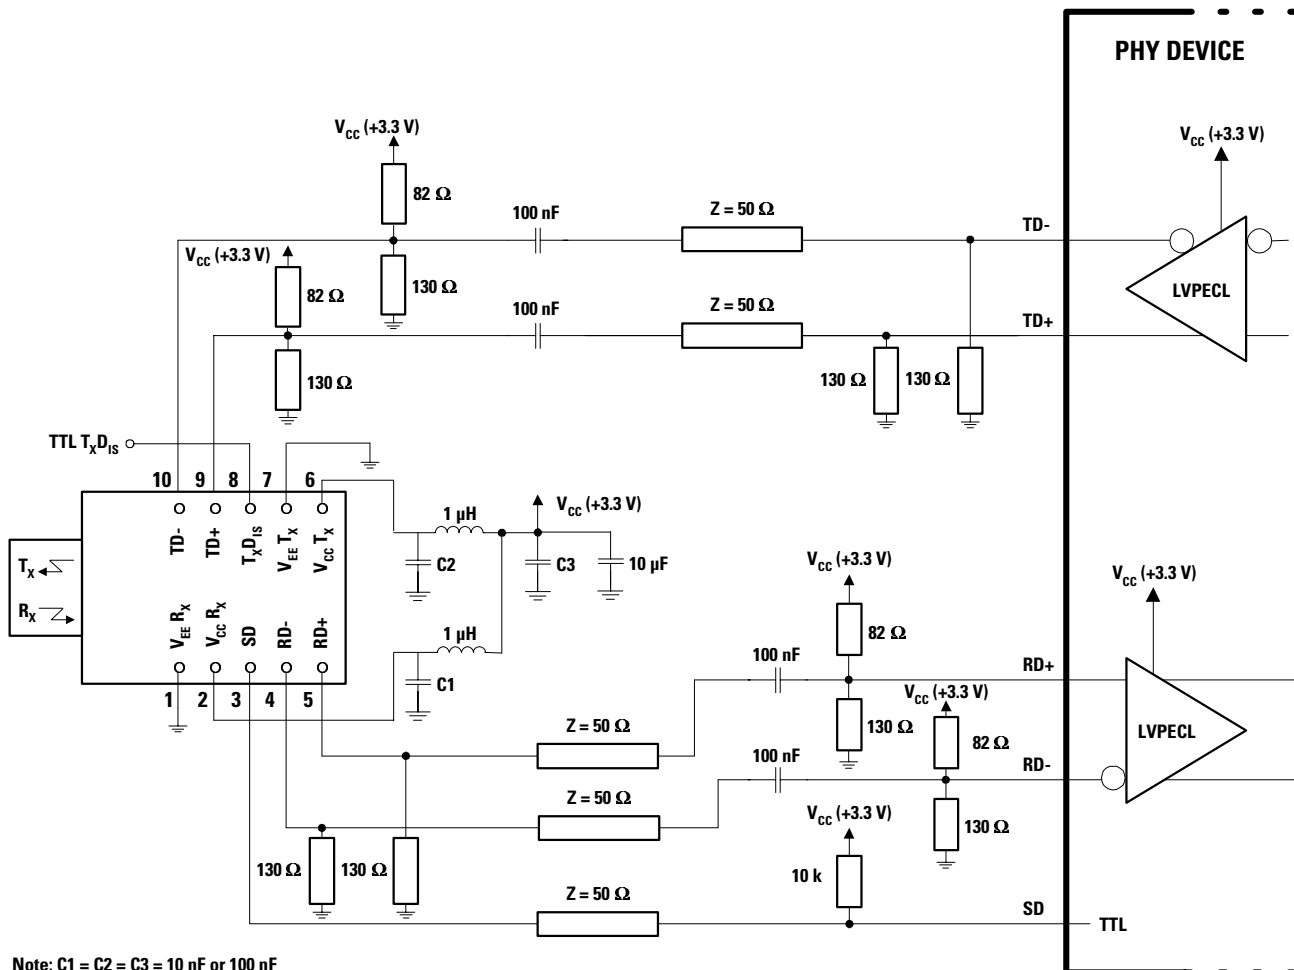 PHY DEVICE
VCC (+3.3 V)
VCC (+3.3 V)
82 Ω
100 nF
Z = 50 Ω
TD-
VCC (+3.3 V)
130 Ω
82 Ω
LVPECL
100 nF
Z = 50 Ω
TD+
130 Ω
130 Ω
130 Ω
TTL TXDIS
10 9 8 7 6
TD-
TD+
TXDIS
VEE TX
VCC TX
1 µH
VCC (+3.3 V)
C2
C3
10 µF
TX
RX
VEE RX
VCC RX
SD
RD-
RD+
1 µH
C1
1 2 3 4 5
VCC (+3.3 V)
VCC (+3.3 V)
82 Ω
100 nF
RD+
VCC (+3.3 V)
130 Ω
82 Ω
Z = 50 Ω
LVPECL
100 nF
RD-
Z = 50 Ω
VCC (+3.3 V)
130 Ω
130 Ω
130 Ω
10 k
Z = 50 Ω
SD
TTL
Note: C1 = C2 = C3 = 10 nF or 100 nF